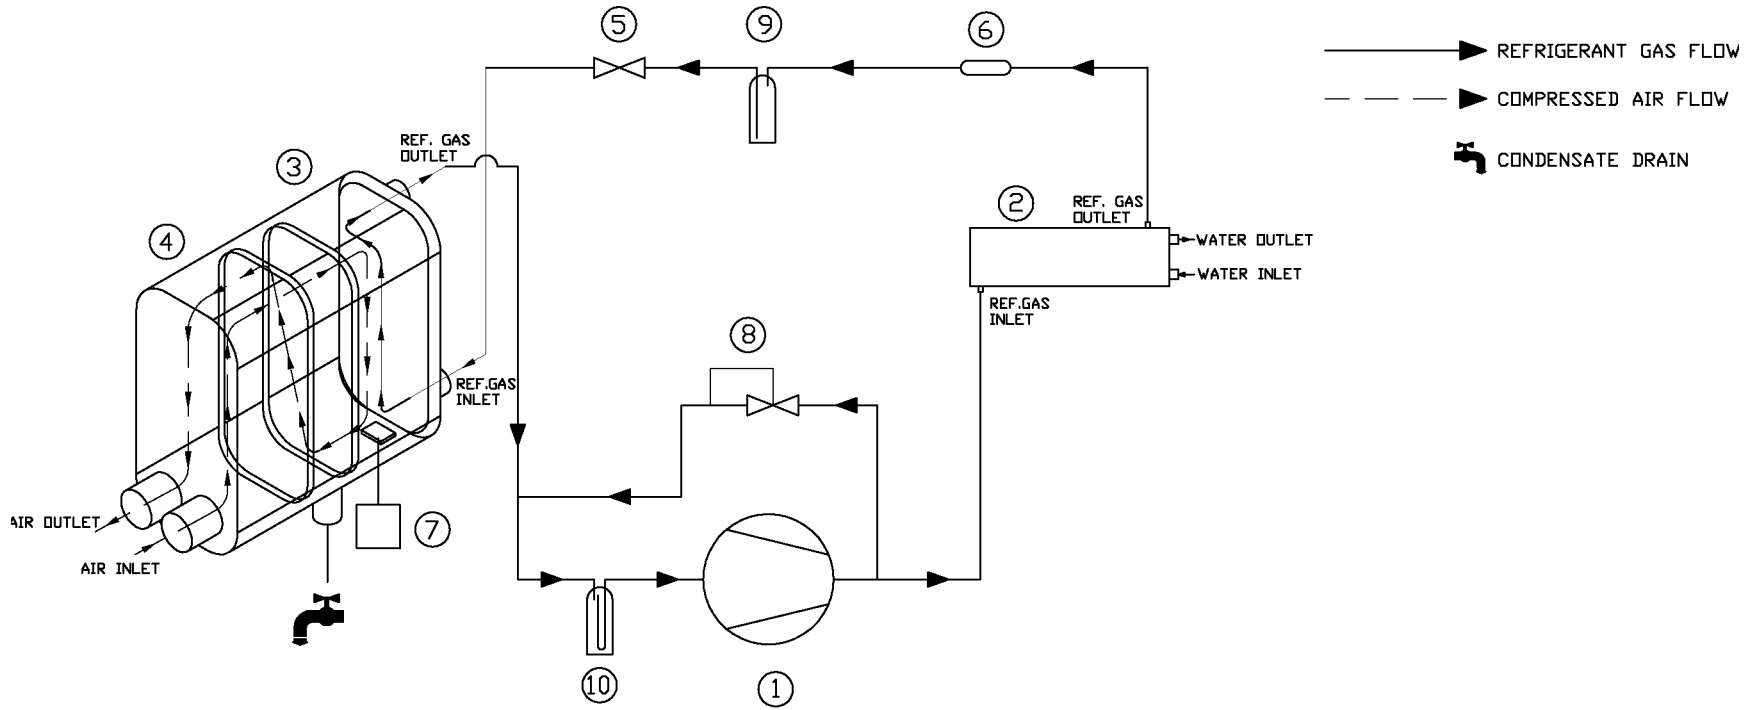 5
9
6
REFRIGERANT GAS FLOW
COMPRESSED AIR FLOW
CONDENSATE DRAIN
REF. GAS
OUTLET
3
4
2
REF. GAS
OUTLET
WATER OUTLET
WATER INLET
REF.GAS
INLET
8
REF.GAS
INLET
AIR OUTLET
AIR INLET
7
10
1